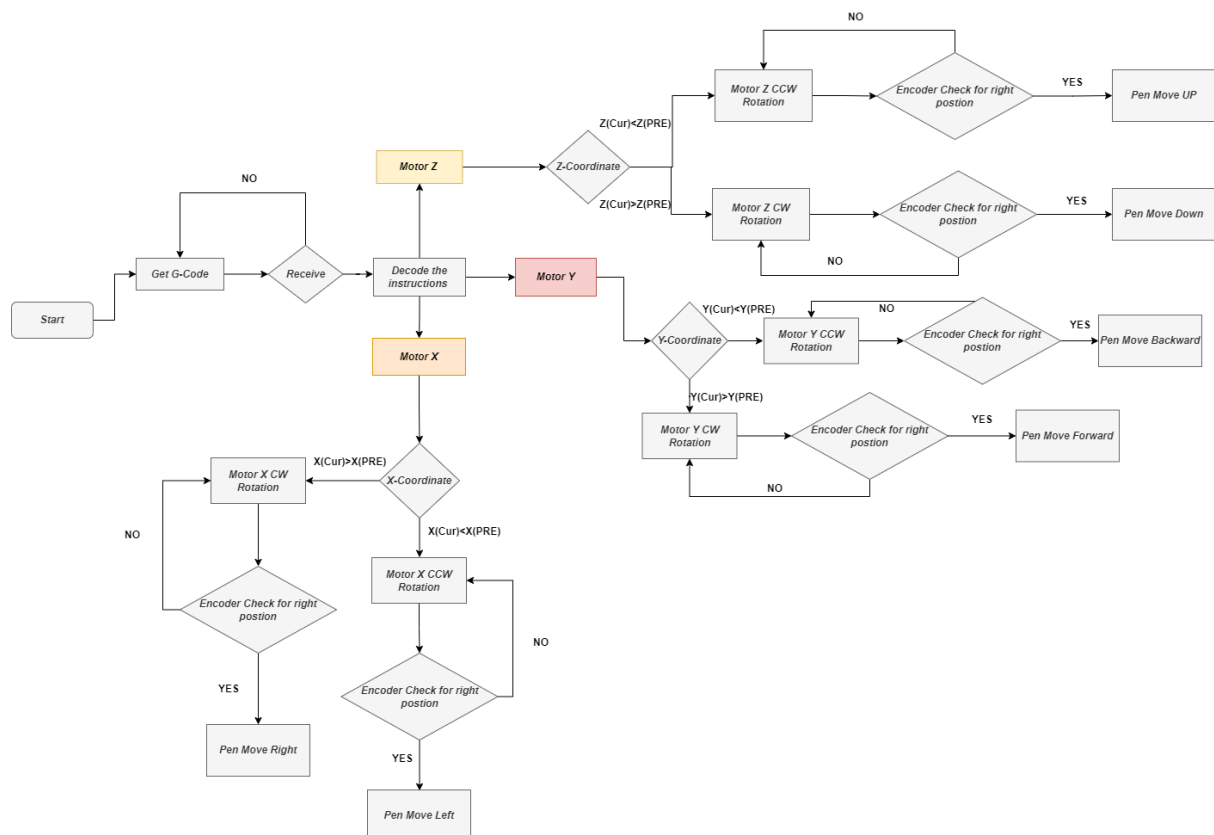 NO
Motor Z CCW
Rotation
Encoder Check for right
postion
YES
Pen Move UP
Z(Cur)<Z(PRE)
Motor Z
Z-Coordinate
NO
Z(Cur)>Z(PRE)
Motor Z CW
Rotation
Encoder Check for right
postion
YES
Pen Move Down
NO
Get G-Code
Receive
Decode the
instructions
Motor Y
Start
Y(Cur)<Y(PRE)
NO
Y-Coordinate
Motor Y CCW
Rotation
Encoder Check for right
postion
YES
Pen Move Backward
Motor X
Y(Cur)>Y(PRE)
Motor Y CW
Rotation
Encoder Check for right
postion
YES
Pen Move Forward
NO
X(Cur)>X(PRE)
Motor X CW
Rotation
X-Coordinate
NO
X(Cur)<X(PRE)
Motor X CCW
Rotation
Encoder Check for right
postion
NO
YES
Encoder Check for right
postion
Pen Move Right
YES
Pen Move Left